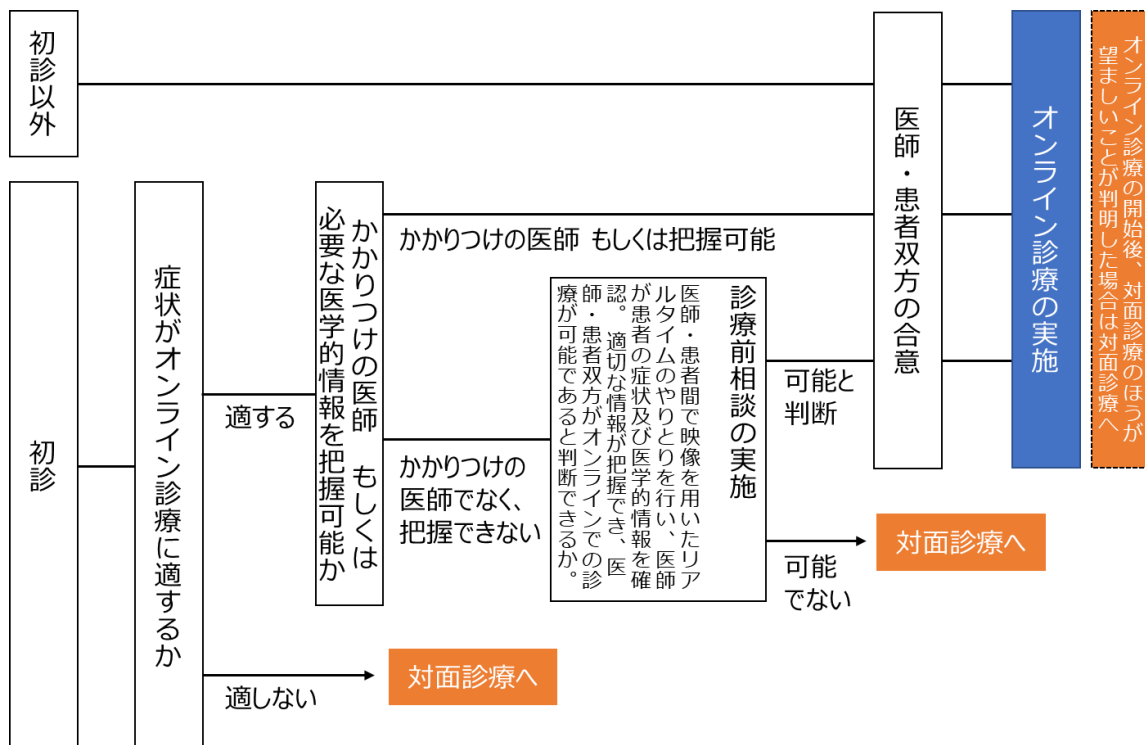 初診以外
初診
症状がオンライン診療に適するか
適する
適しない
対面診療へ
かかりつけの医師　もしくは
必要な医学的情報を把握可能か
かかりつけの医師 もしくは把握可能
かかりつけの
医師でなく、
把握できない
診療前相談の実施
医師・患者間で映像を用いたリア
ルタイムのやりとりを行い、医師
が患者の症状及び医学的情報を確
認。適切な情報が把握でき、医
師・患者双方がオンラインでの診
療が可能であると判断できるか。
可能と
判断
可能
でない
対面診療へ
医師・患者双方の合意
オンライン診療の実施
オンライン診療の開始後、対面診療のほうが
望ましいことが判明した場合は対面診療へ